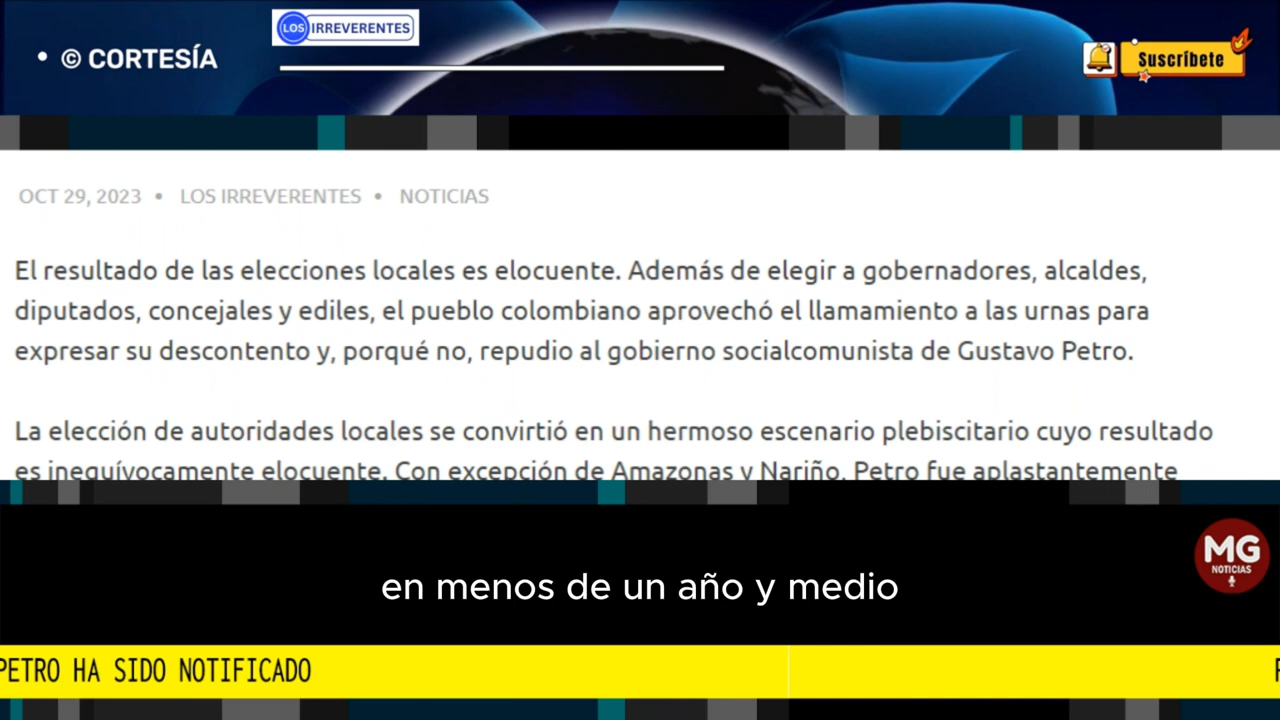 LOS IRREVERENTES
• © CORTESÍA
Suscríbete
OCT 29, 2023 • LOS IRREVERENTES • NOTICIAS
El resultado de las elecciones locales es elocuente. Además de elegir a gobernadores, alcaldes,
diputados, concejales y ediles, el pueblo colombiano aprovechó el llamamiento a las urnas para
expresar su descontento y, porqué no, repudio al gobierno socialcomunista de Gustavo Petro.
La elección de autoridades locales se convirtió en un hermoso escenario plebiscitario cuyo resultado
es inequívocamente elocuente. Con excepción de Amazonas y Nariño, Petro fue aplastantemente
MG
NOTICIAS
en menos de un año y medio
PETRO HA SIDO NOTIFICADO